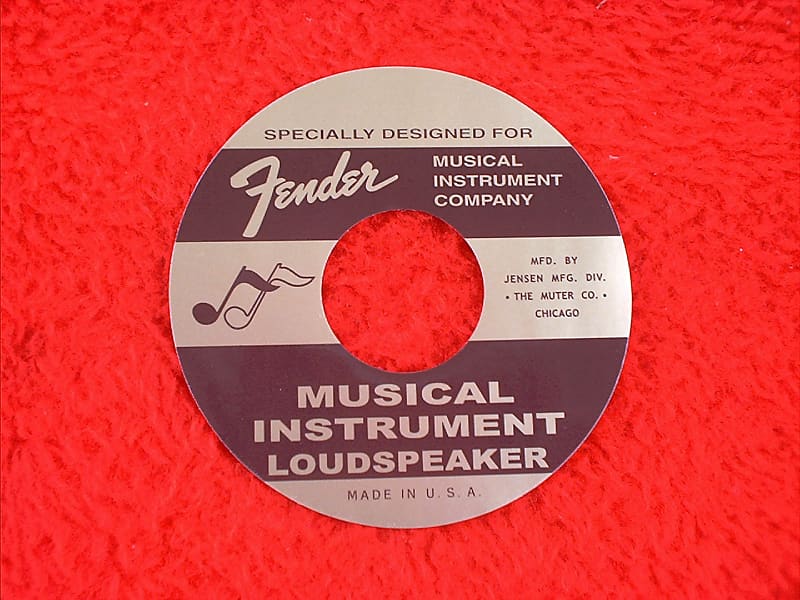 SPECIALLY DESIGNED FOR
Fender
MUSICAL
INSTRUMENT
COMPANY
MFD. BY
JENSEN MFG. DIV.
• THE MUTER CO. •
CHICAGO
MUSICAL
INSTRUMENT
LOUDSPEAKER
MADE IN U. S. A.